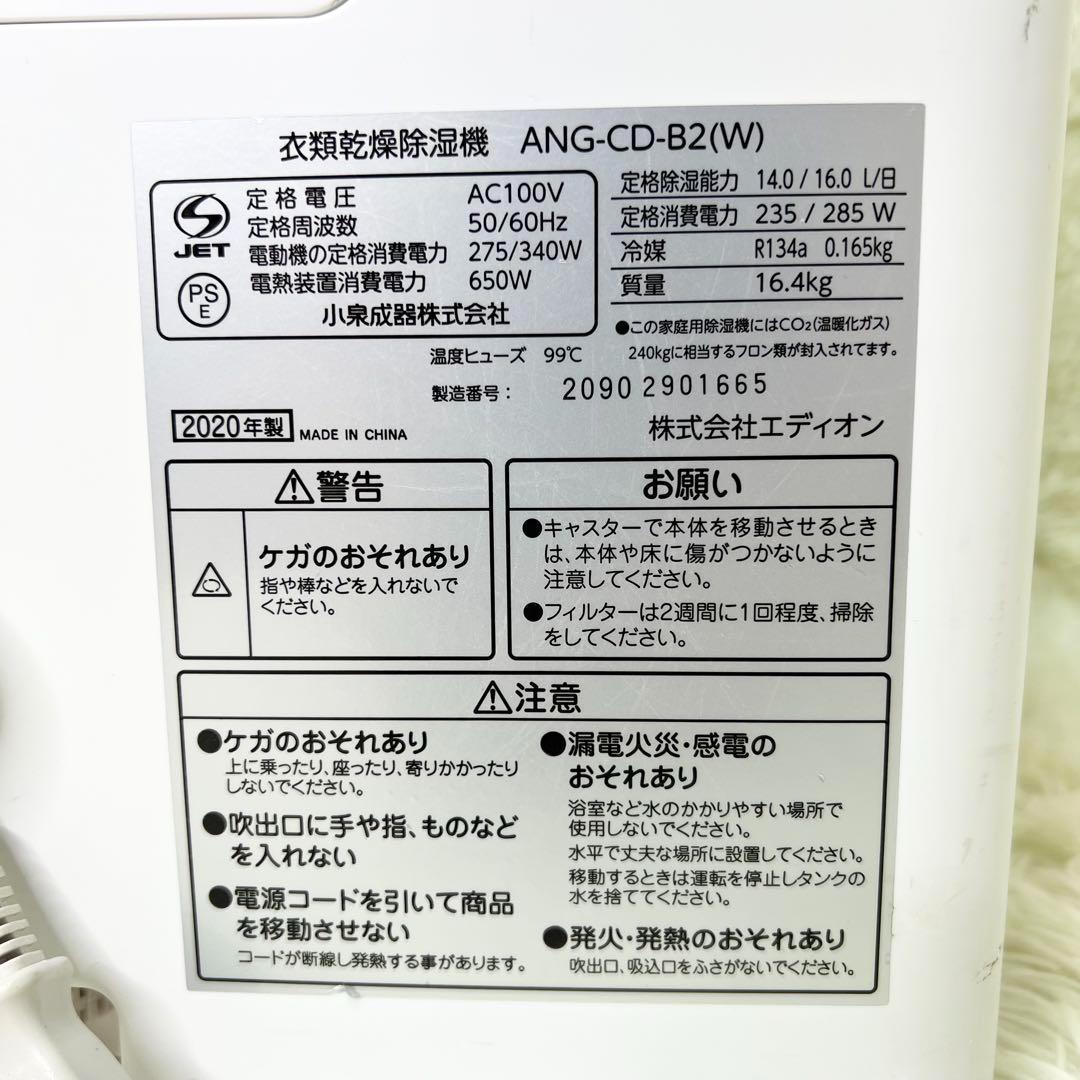 衣類乾燥除湿機 ANG-CD-B2(W)
JET
PS
E
定格電圧 AC100V
定格周波数 50/60Hz
電動機の定格消費電力 275/340W
電熱装置消費電力 650W
小泉成器株式会社
定格除湿能力 14.0 / 16.0 L/日
定格消費電力 235 / 285 W
冷媒 R134a 0.165kg
質量 16.4kg
●この家庭用除湿機にはCO₂(温暖化ガス)
240kgに相当するフロン類が封入されてます。
温度ヒューズ 99℃
製造番号: 2090 2901665
2020年製 MADE IN CHINA
株式会社エディオン
⚠警告
ケガのおそれあり
指や棒などを入れないで
ください。
お願い
●キャスターで本体を移動させるとき
は、本体や床に傷がつかないように
注意してください。
●フィルターは2週間に1回程度、掃除
をしてください。
⚠注意
●ケガのおそれあり
上に乗ったり、座ったり、寄りかかったり
しないでください。
●吹出口に手や指、ものなど
を入れない
●電源コードを引いて商品
を移動させない
コードが断線し発熱する事があります。
●漏電火災・感電の
おそれあり
浴室など水のかかりやすい場所で
使用しないでください。
水平で丈夫な場所に設置してください。
移動するときは運転を停止しタンクの
水を捨ててください。
●発火・発熱のおそれあり
吹出口、吸込口をふさがないでください。